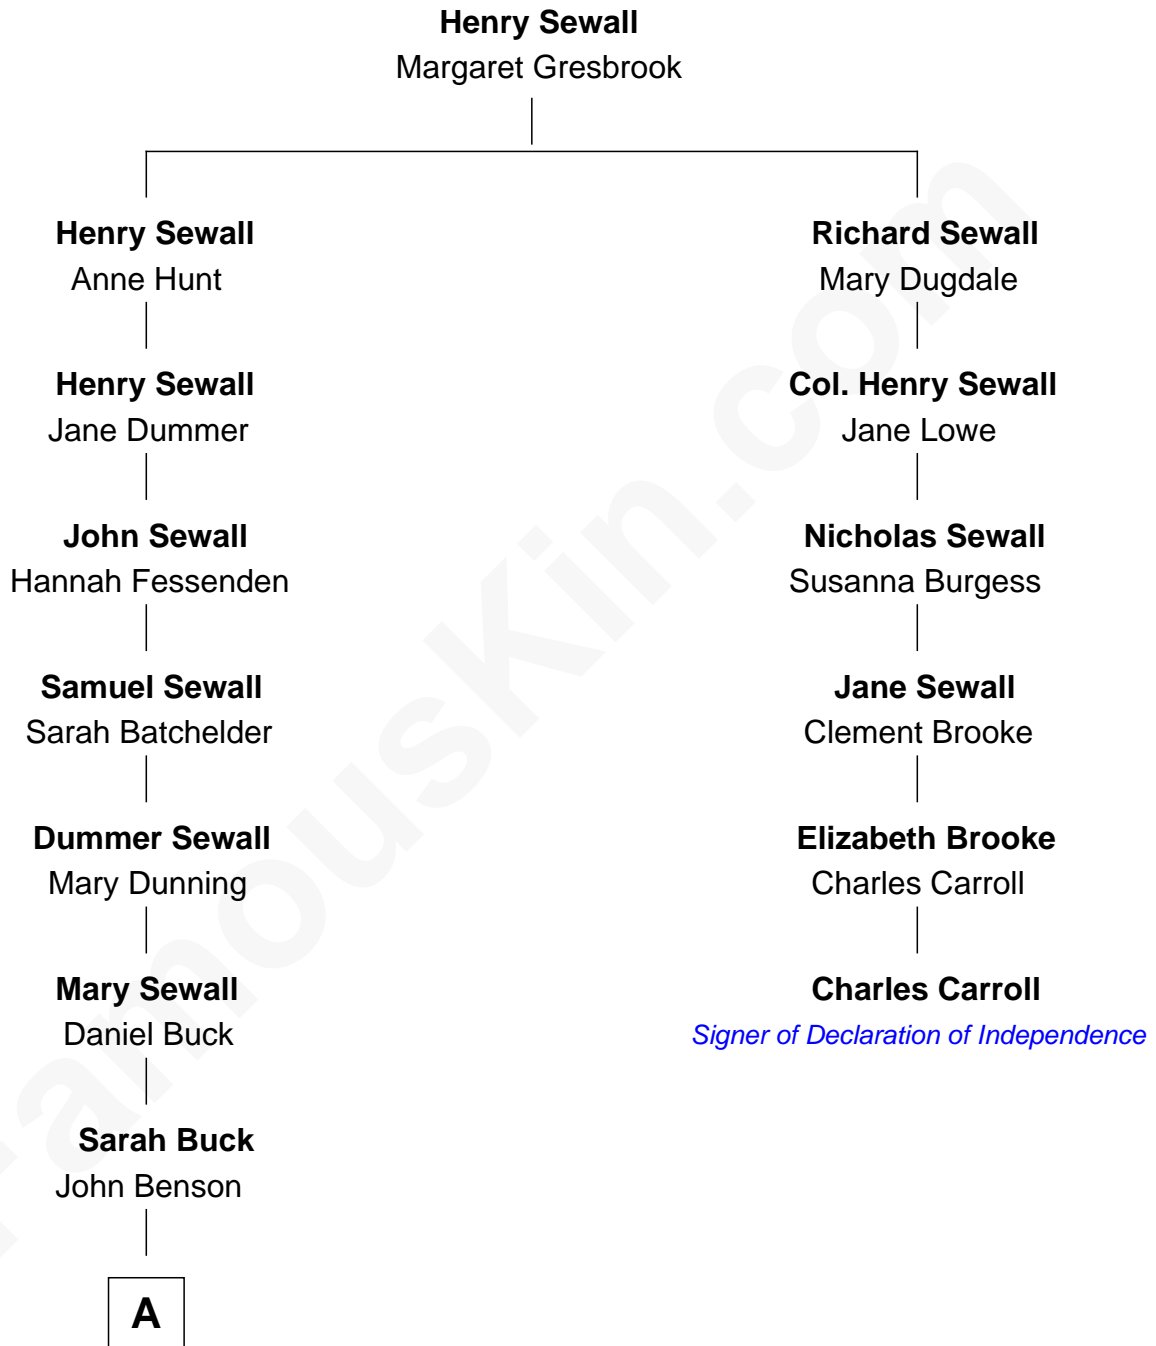 Henry Sewall
Margaret Gresbrook
Henry Sewall
Anne Hunt
Richard Sewall
Mary Dugdale
Henry Sewall
Jane Dummer
Col. Henry Sewall
Jane Lowe
John Sewall
Hannah Fessenden
Nicholas Sewall
Susanna Burgess
Samuel Sewall
Sarah Batchelder
Jane Sewall
Clement Brooke
Dummer Sewall
Mary Dunning
Elizabeth Brooke
Charles Carroll
Mary Sewall
Daniel Buck
Charles Carroll
Signer of Declaration of Independence
Sarah Buck
John Benson
A
FamousKin.com